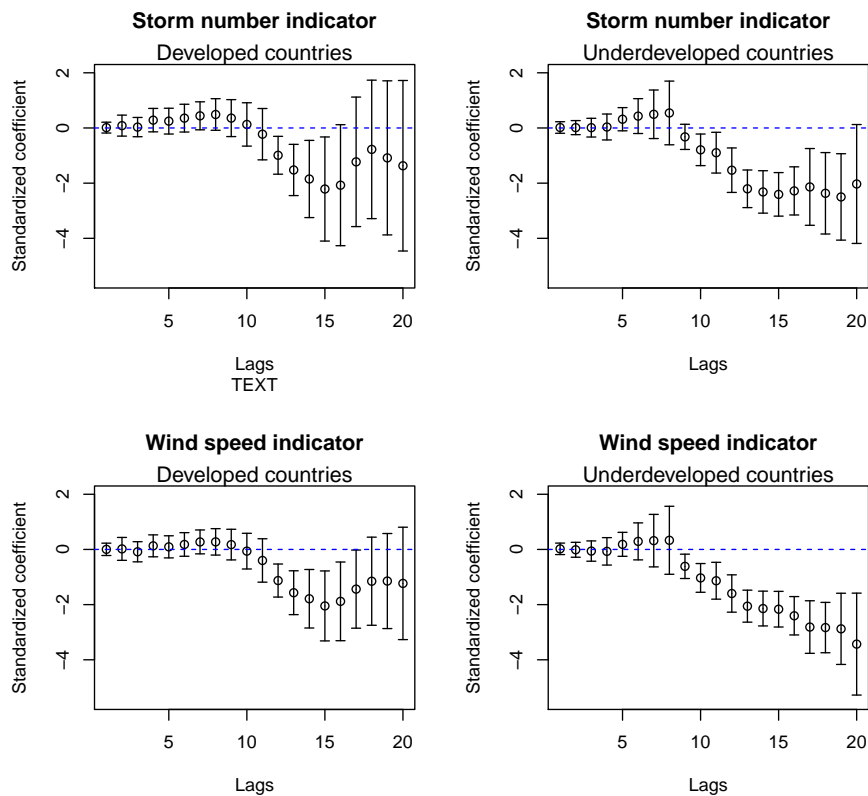 Storm number indicator
Developed countries
Standardized coefficient
2
0
−2
−4
5 10 15 20
Lags
TEXT
Storm number indicator
Underdeveloped countries
Standardized coefficient
2
0
−2
−4
5 10 15 20
Lags
Wind speed indicator
Developed countries
Standardized coefficient
2
0
−2
−4
5 10 15 20
Lags
Wind speed indicator
Underdeveloped countries
Standardized coefficient
2
0
−2
−4
5 10 15 20
Lags